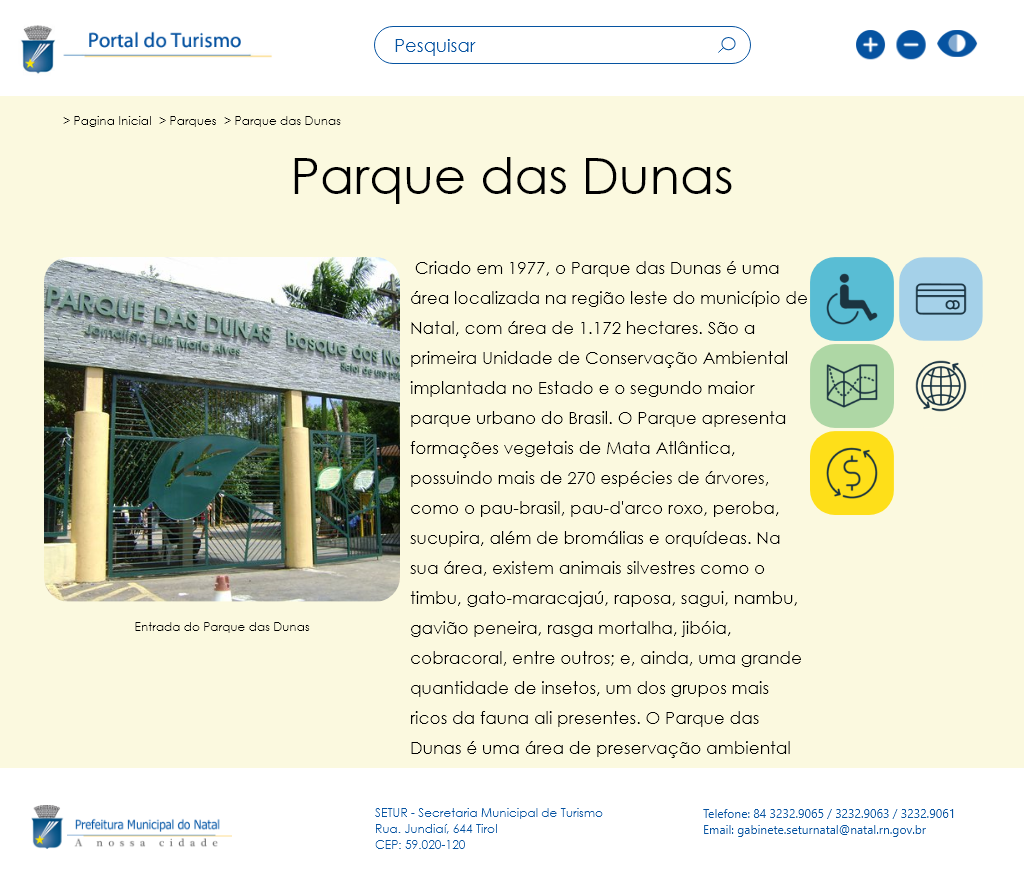 Portal do Turismo
Pesquisar
> Pagina Inicial > Parques > Parque das Dunas
Parque das Dunas
PARQUE DAS DUNAS
Jornalista Luiz Maria Alves
Bosque dos
Criado em 1977, o Parque das Dunas é uma
área localizada na região leste do município de
Natal, com área de 1.172 hectares. São a
primeira Unidade de Conservação Ambiental
implantada no Estado e o segundo maior
parque urbano do Brasil. O Parque apresenta
formações vegetais de Mata Atlântica,
possuindo mais de 270 espécies de árvores,
como o pau-brasil, pau-d'arco roxo, peroba,
sucupira, além de bromálias e orquídeas. Na
sua área, existem animais silvestres como o
timbu, gato-maracajaú, raposa, sagui, nambu,
gavião peneira, rasga mortalha, jibóia,
cobracoral, entre outros; e, ainda, uma grande
quantidade de insetos, um dos grupos mais
ricos da fauna ali presentes. O Parque das
Dunas é uma área de preservação ambiental
Entrada do Parque das Dunas
Prefeitura Municipal do Natal
A nossa cidade
SETUR - Secretaria Municipal de Turismo
Rua. Jundiaí, 644 Tirol
CEP: 59.020-120
Telefone: 84 3232.9065 / 3232.9063 / 3232.9061
Email: gabinete.seturnatal@natal.rn.gov.br